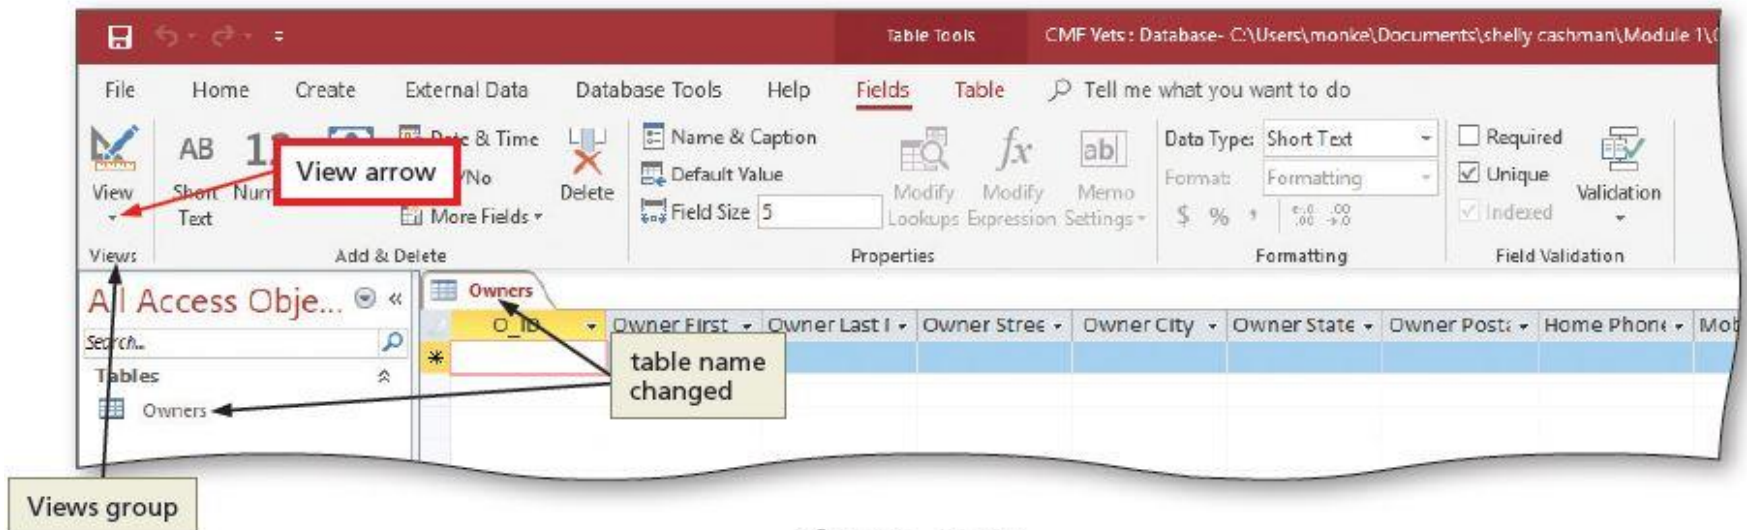 Table Tools CMF Vets : Database- C:\Users\monke\Documents\shelly cashman\Module 1\
File Home Create External Data Database Tools Help Fields Table Tell me what you want to do
View
Views
AB
Short
Text
View arrow
& Time
/No
More Fields
Delete
Add & Delete
Name & Caption
Default Value
Field Size 5
Modify
Lookups
fx
Modify
Expression
ab
Memo
Settings
Properties
Data Type: Short Text
Format: Formatting
$ % ,
Formatting
Required
Unique
Indexed
Validation
Field Validation
All Access Obje... «
Search...
Tables
Owners
Owners
O_ID Owner First Owner Last Owner Stree Owner City Owner State Owner Posta Home Phone Mob
*
table name
changed
Views group